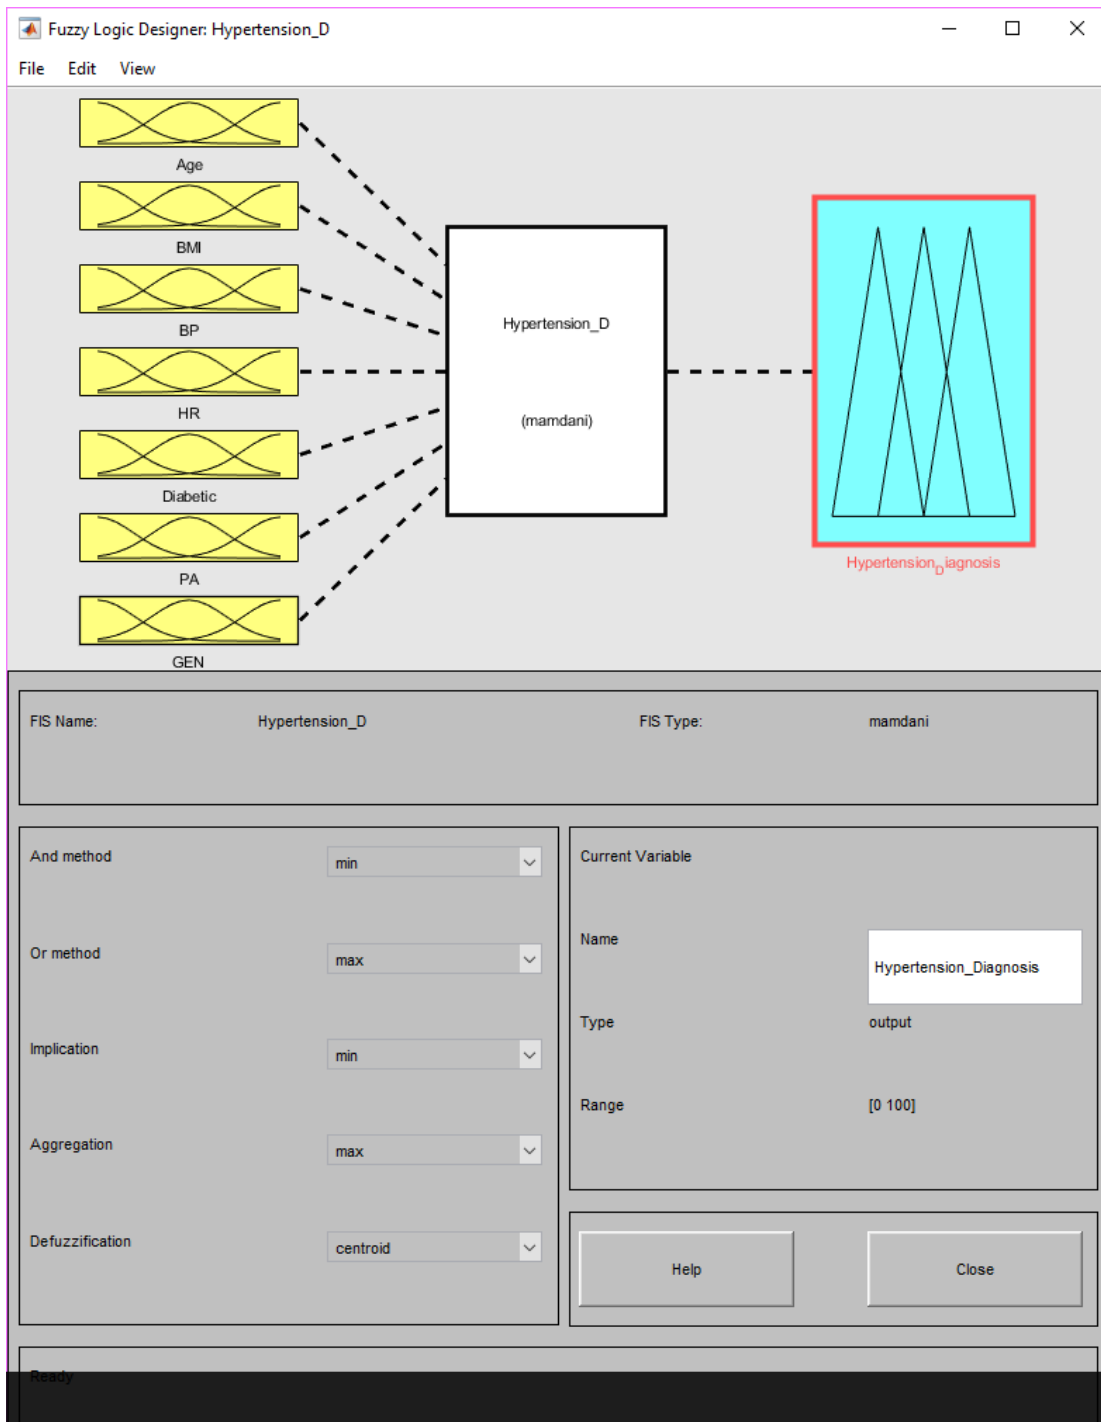 Fuzzy Logic Designer: Hypertension_D
File Edit View
Age
BMI
BP
HR
Diabetic
PA
GEN
Hypertension_D
(mamdani)
Hypertension_Diagnosis
FIS Name: Hypertension_D FIS Type: mamdani
And method min
Or method max
Implication min
Aggregation max
Defuzzification centroid
Current Variable
Name Hypertension_Diagnosis
Type output
Range [0 100]
Help Close
Ready